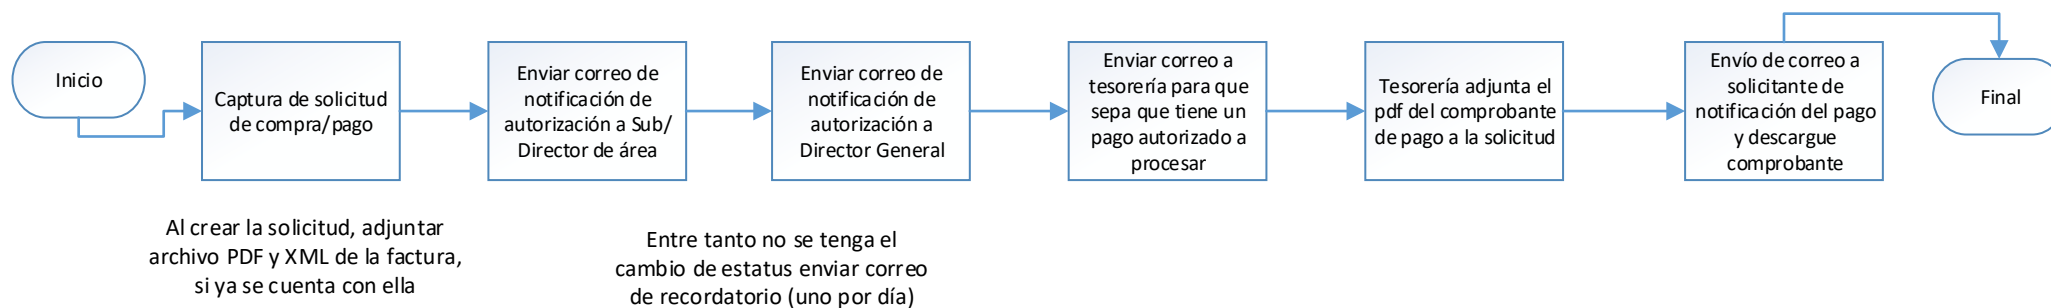 Inicio
Captura de solicitud
de compra/pago
Enviar correo de
notificación de
autorización a Sub/
Director de área
Enviar correo de
notificación de
autorización a
Director General
Enviar correo a
tesorería para que
sepa que tiene un
pago autorizado a
procesar
Tesorería adjunta el
pdf del comprobante
de pago a la solicitud
Envío de correo a
solicitante de
notificación del pago
y descargue
comprobante
Final
Al crear la solicitud, adjuntar
archivo PDF y XML de la factura,
si ya se cuenta con ella
Entre tanto no se tenga el
cambio de estatus enviar correo
de recordatorio (uno por día)